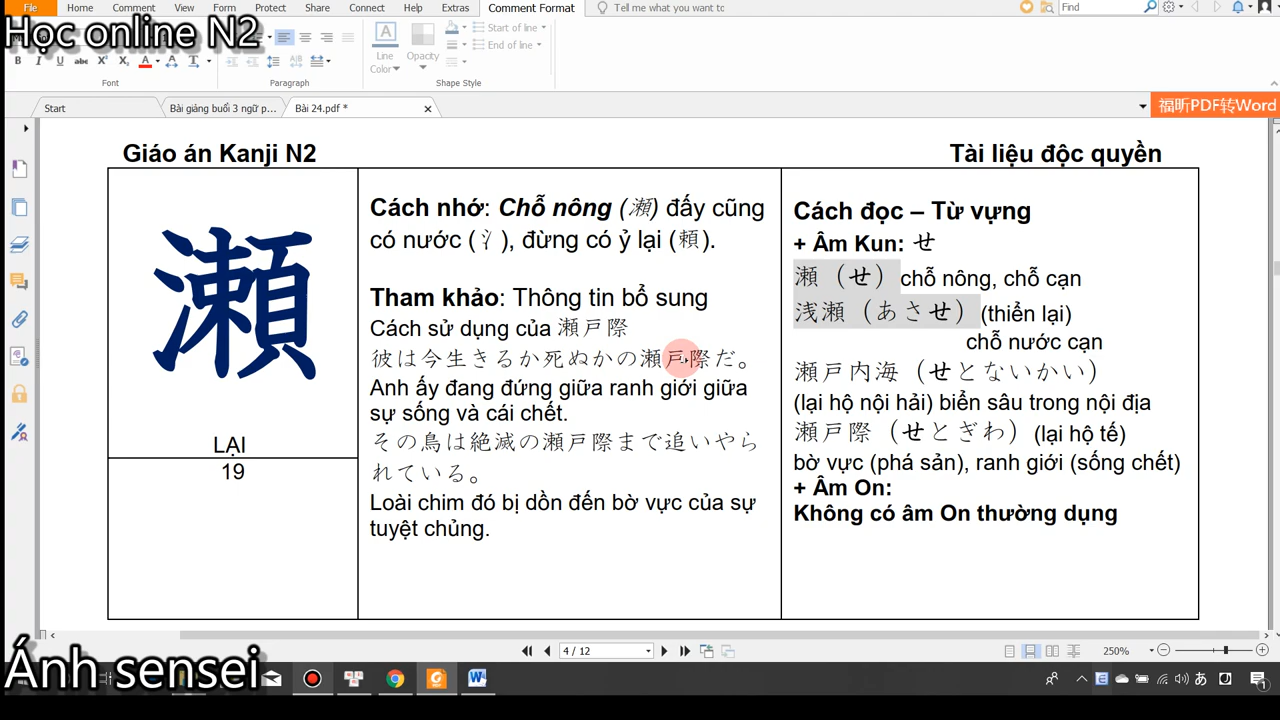 File Home Comment View Form Protect Share Connect Help Extras Comment Format Tell me what you want to Find
Học online N2
Font
Paragraph
Line Color
Opacity
Start of line
End of line
Shape Style
Start
Bài giảng buổi 3 ngữ p...
Bài 24.pdf *
福昕PDF转Word
Giáo án Kanji N2
Tài liệu độc quyền
瀬
LẠI
19
Cách nhớ: Chỗ nông (瀬) đấy cũng
có nước (氵), đừng có ỷ lại (頼).
Tham khảo: Thông tin bổ sung
Cách sử dụng của 瀬戸際
彼は今生きるか死ぬかの瀬戸際だ。
Anh ấy đang đứng giữa ranh giới giữa
sự sống và cái chết.
その鳥は絶滅の瀬戸際まで追いやら
れている。
Loài chim đó bị dồn đến bờ vực của sự
tuyệt chủng.
Cách đọc – Từ vựng
+ Âm Kun: せ
瀬（せ）chỗ nông, chỗ cạn
浅瀬（あさせ）(thiển lại)
chỗ nước cạn
瀬戸内海（せとないかい）
(lại hộ nội hải) biển sâu trong nội địa
瀬戸際（せとぎわ）(lại hộ tế)
bờ vực (phá sản), ranh giới (sống chết)
+ Âm On:
Không có âm On thường dụng
4 / 12
250%
Ánh sensei
あ